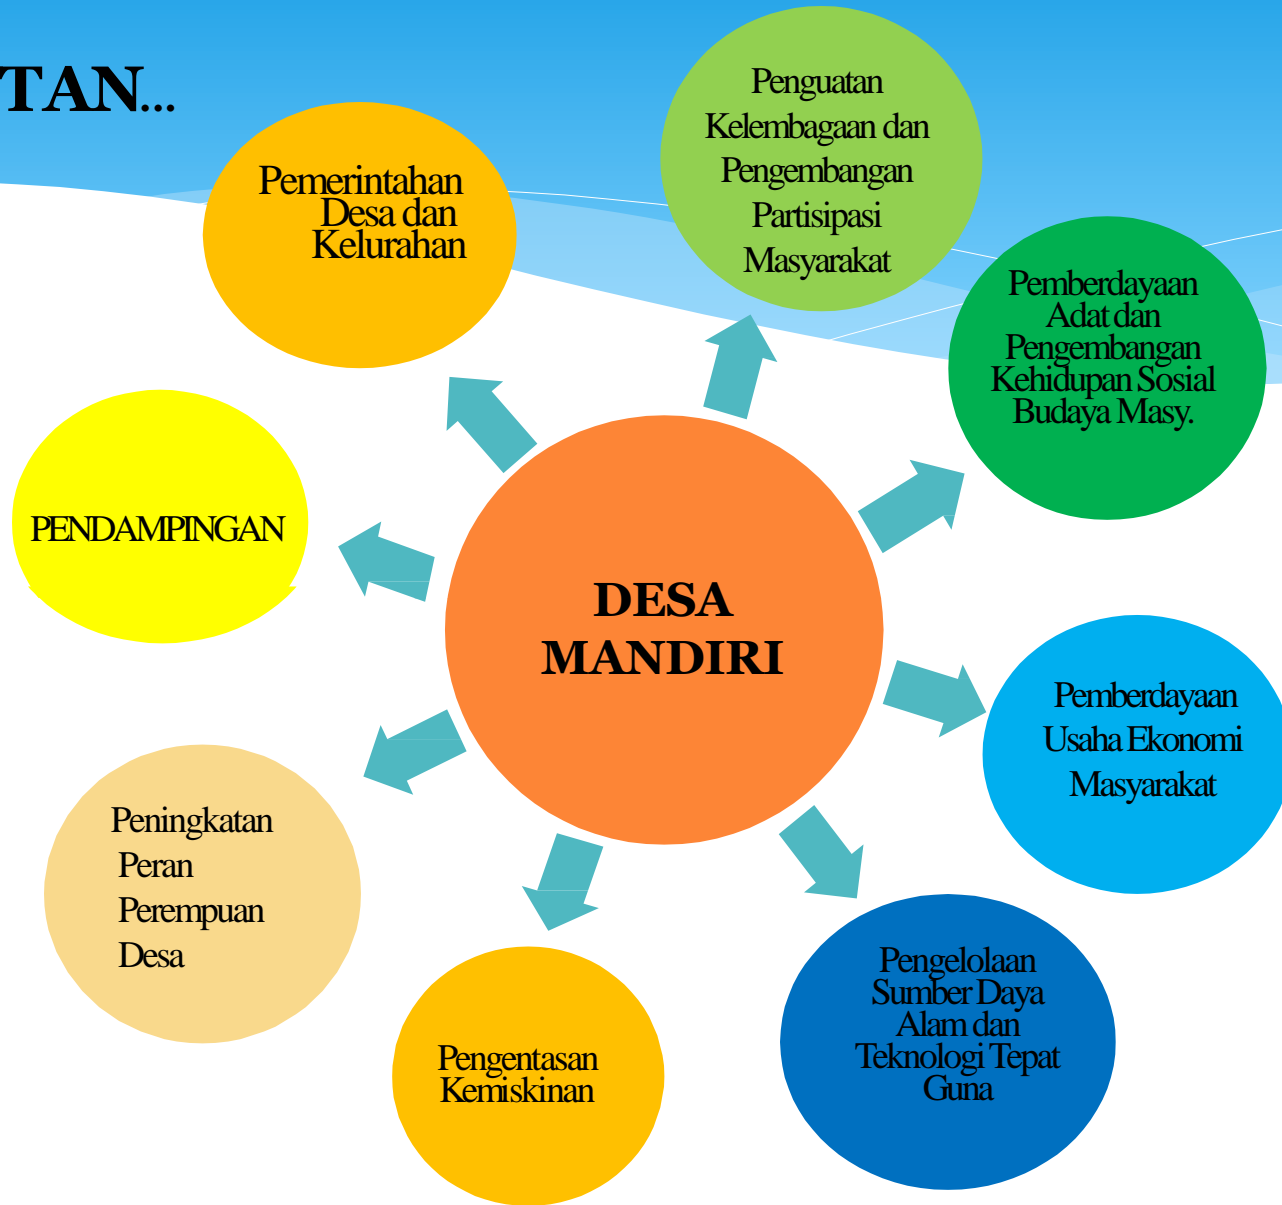 TAN...
Pemerintahan
Desa dan
Kelurahan
Penguatan
Kelembagaan dan
Pengembangan
Partisipasi
Masyarakat
Pemberdayaan
Adat dan
Pengembangan
Kehidupan Sosial
Budaya Masy.
PENDAMPINGAN
DESA
MANDIRI
Pemberdayaan
Usaha Ekonomi
Masyarakat
Peningkatan
Peran
Perempuan
Desa
Pengentasan
Kemiskinan
Pengelolaan
Sumber Daya
Alam dan
Teknologi Tepat
Guna